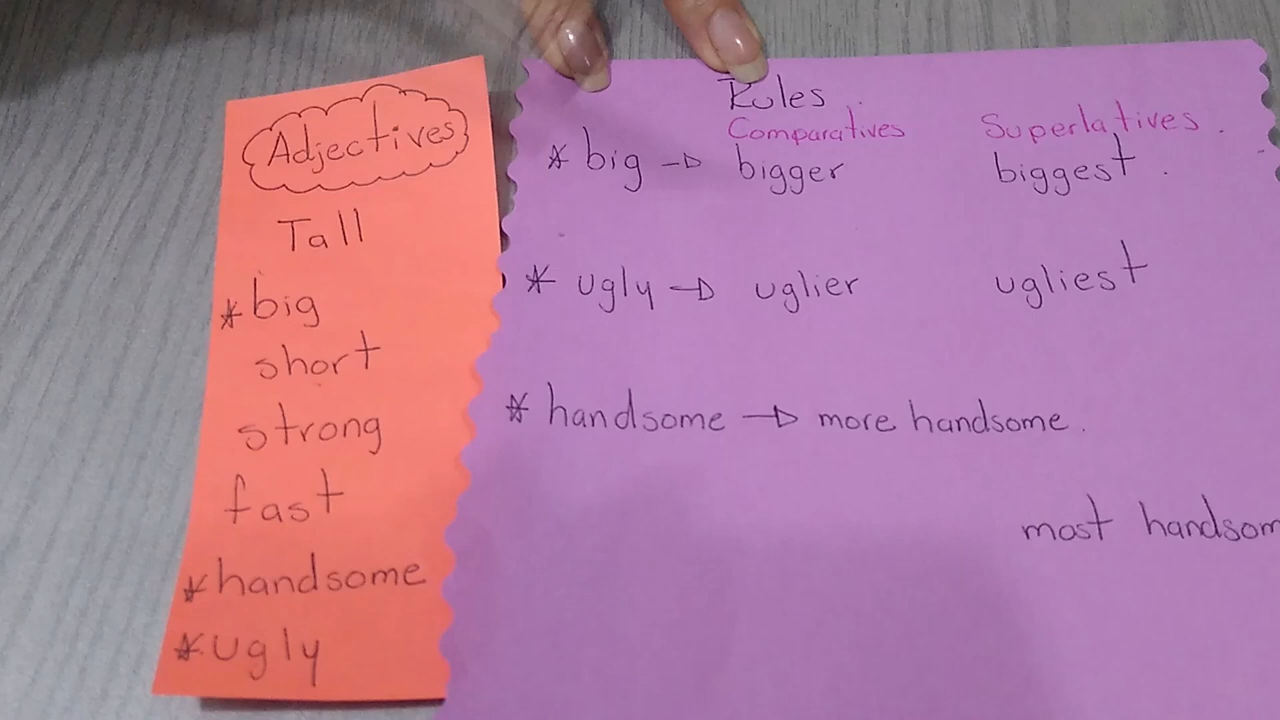 Adjectives
Tall
* big
short
strong
fast
* handsome
* ugly
Rules
Comparatives Superlatives.
* big → bigger biggest.
* ugly → uglier ugliest
* handsome → more handsome.
most handsom